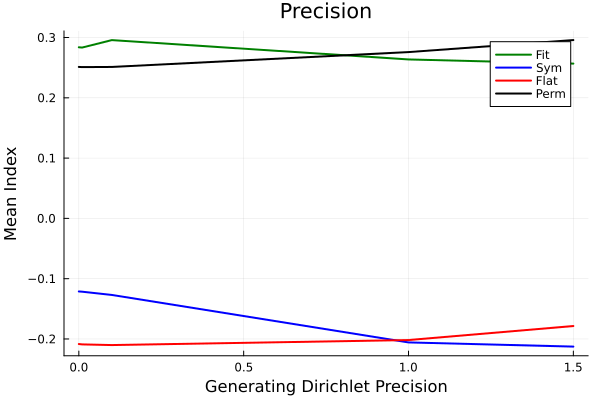 Precision
Mean Index
0.3
0.2
0.1
0.0
−0.1
−0.2
Fit
Sym
Flat
Perm
0.0
0.5
1.0
1.5
Generating Dirichlet Precision